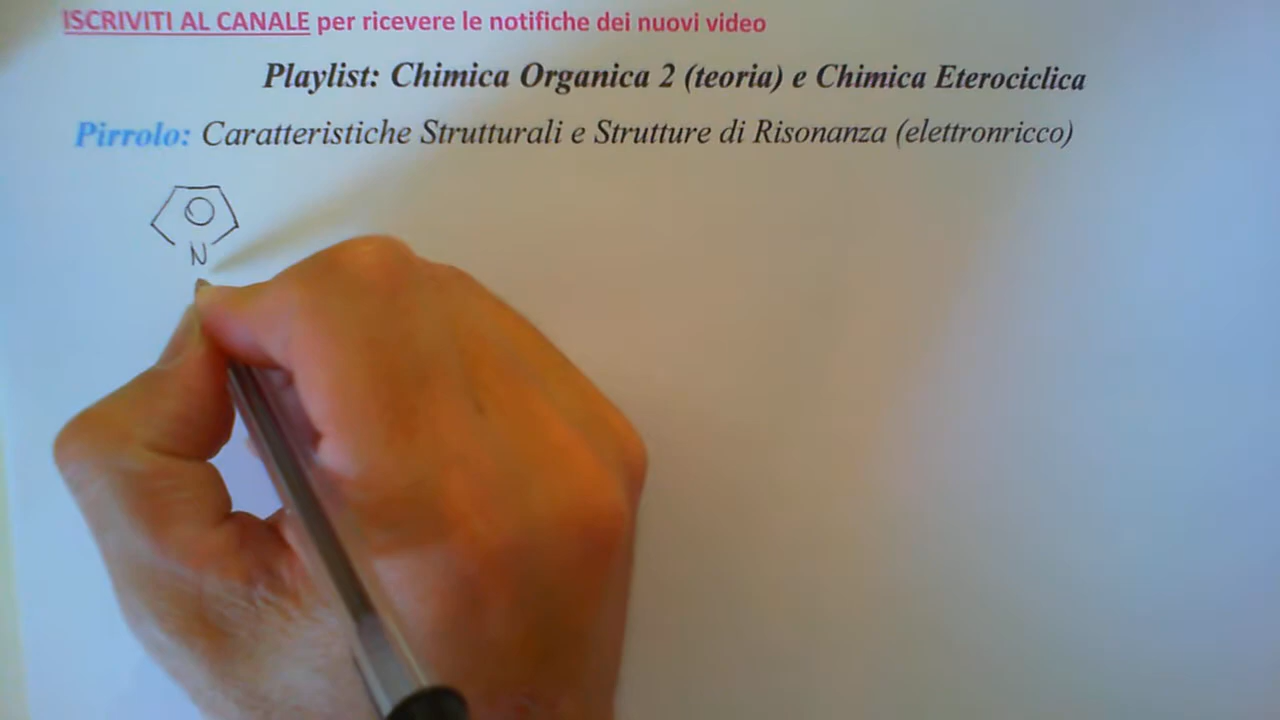 ISCRIVITI AL CANALE per ricevere le notifiche dei nuovi video
Playlist: Chimica Organica 2 (teoria) e Chimica Eterociclica
Pirrolo: Caratteristiche Strutturali e Strutture di Risonanza (elettronricco)
N